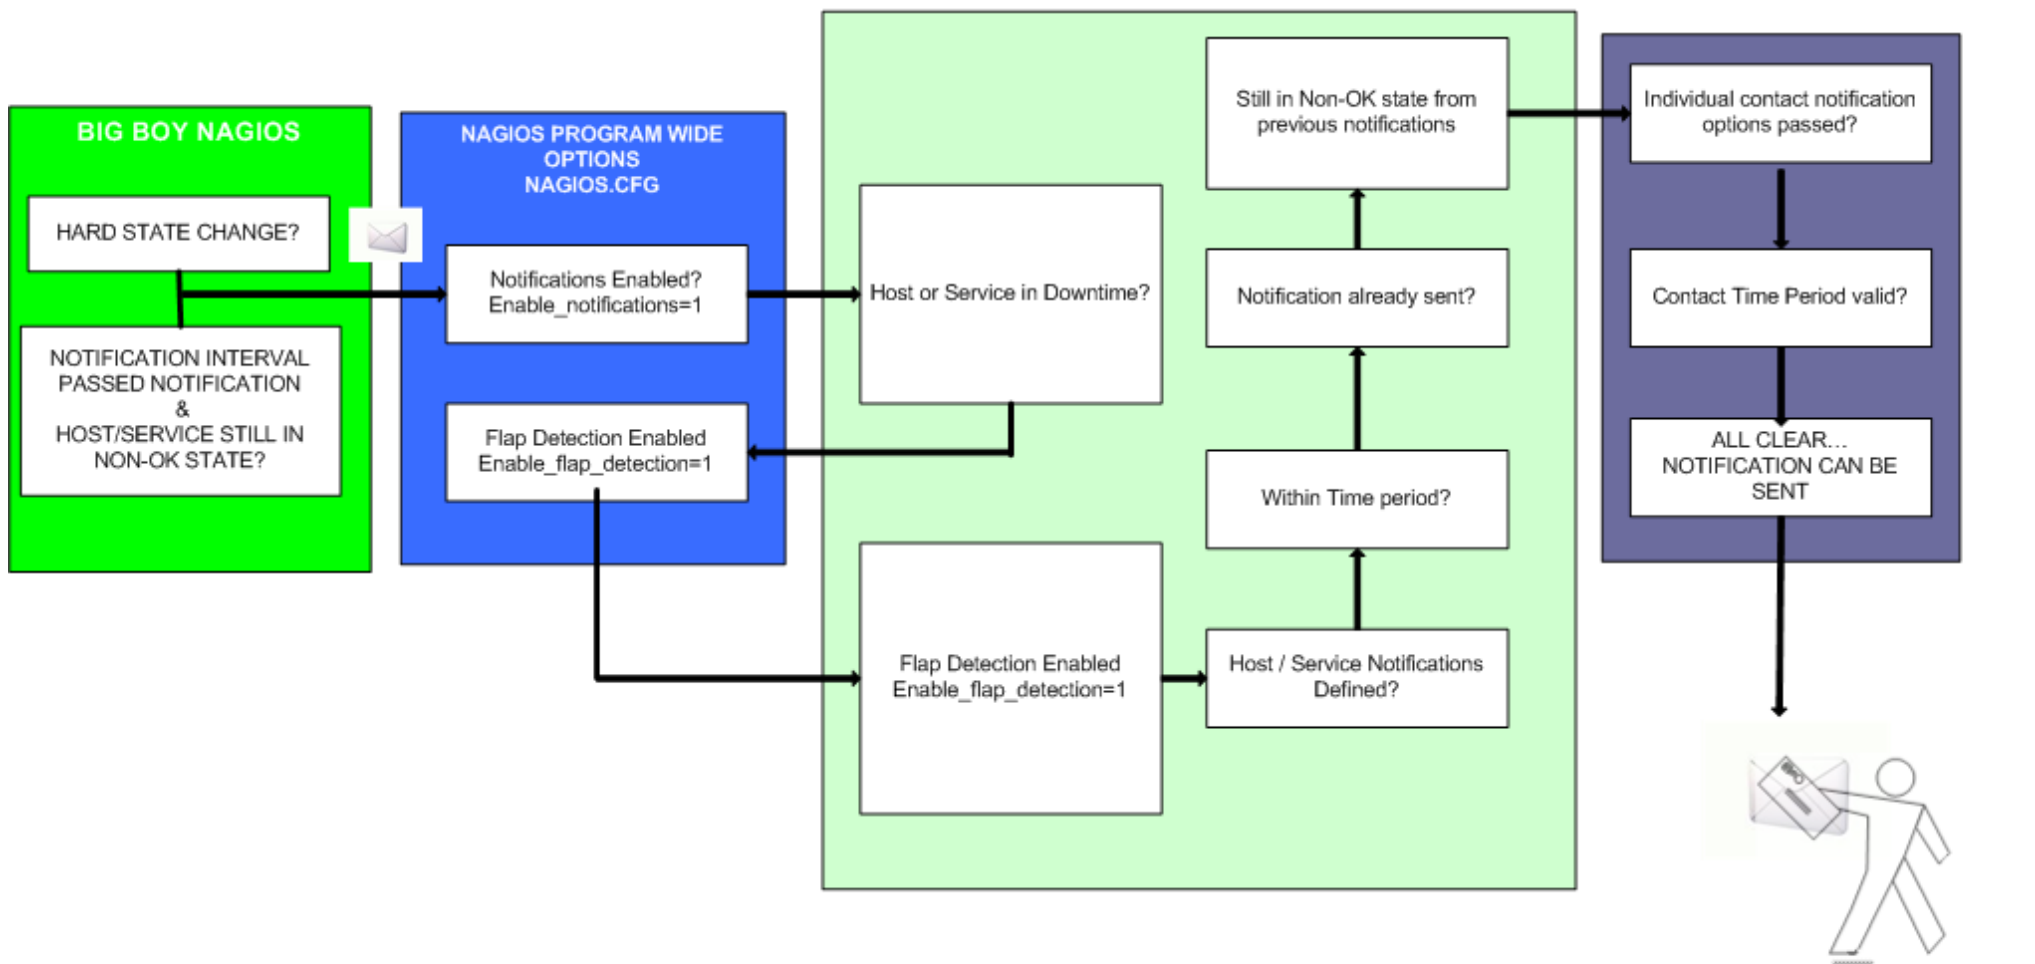 BIG BOY NAGIOS
HARD STATE CHANGE?
NOTIFICATION INTERVAL
PASSED NOTIFICATION
&
HOST/SERVICE STILL IN
NON-OK STATE?
NAGIOS PROGRAM WIDE
OPTIONS
NAGIOS.CFG
Notifications Enabled?
Enable_notifications=1
Flap Detection Enabled
Enable_flap_detection=1
Host or Service in Downtime?
Flap Detection Enabled
Enable_flap_detection=1
Still in Non-OK state from
previous notifications
Notification already sent?
Within Time period?
Host / Service Notifications
Defined?
Individual contact notification
options passed?
Contact Time Period valid?
ALL CLEAR...
NOTIFICATION CAN BE
SENT